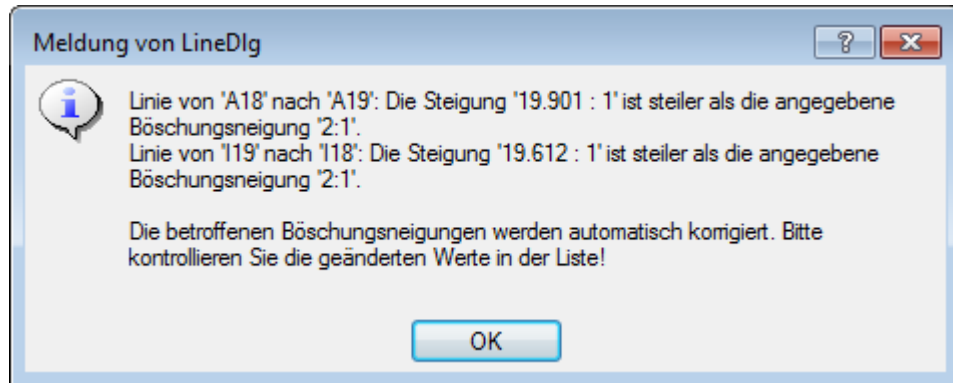 Meldung von LineDlg
Linie von 'A18' nach 'A19': Die Steigung '19.901 : 1' ist steiler als die angegebene
Böschungsneigung '2:1'.
Linie von 'I19' nach 'I18': Die Steigung '19.612 : 1' ist steiler als die angegebene
Böschungsneigung '2:1'.
Die betroffenen Böschungsneigungen werden automatisch korrigiert. Bitte
kontrollieren Sie die geänderten Werte in der Liste!
OK